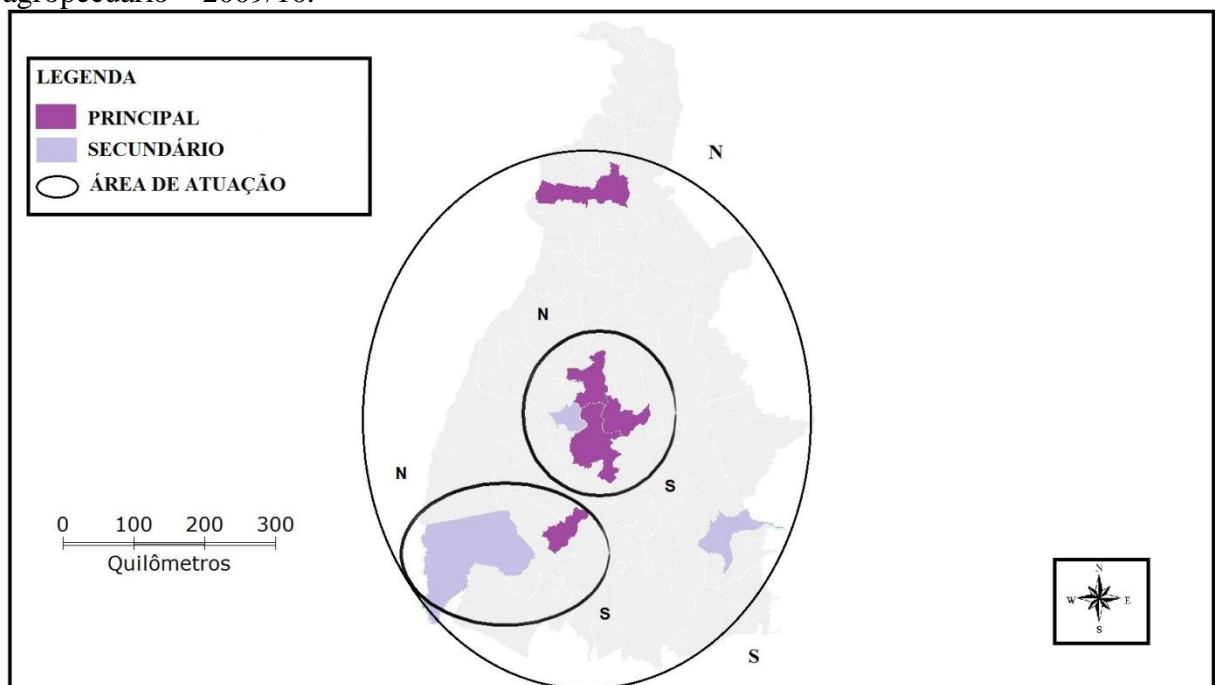 agropecuário – 2009/10.
LEGENDA
PRINCIPAL
SECUNDÁRIO
ÁREA DE ATUAÇÃO
N
N
S
N
S
S
0 100 200 300
Quilômetros
N
W E
S